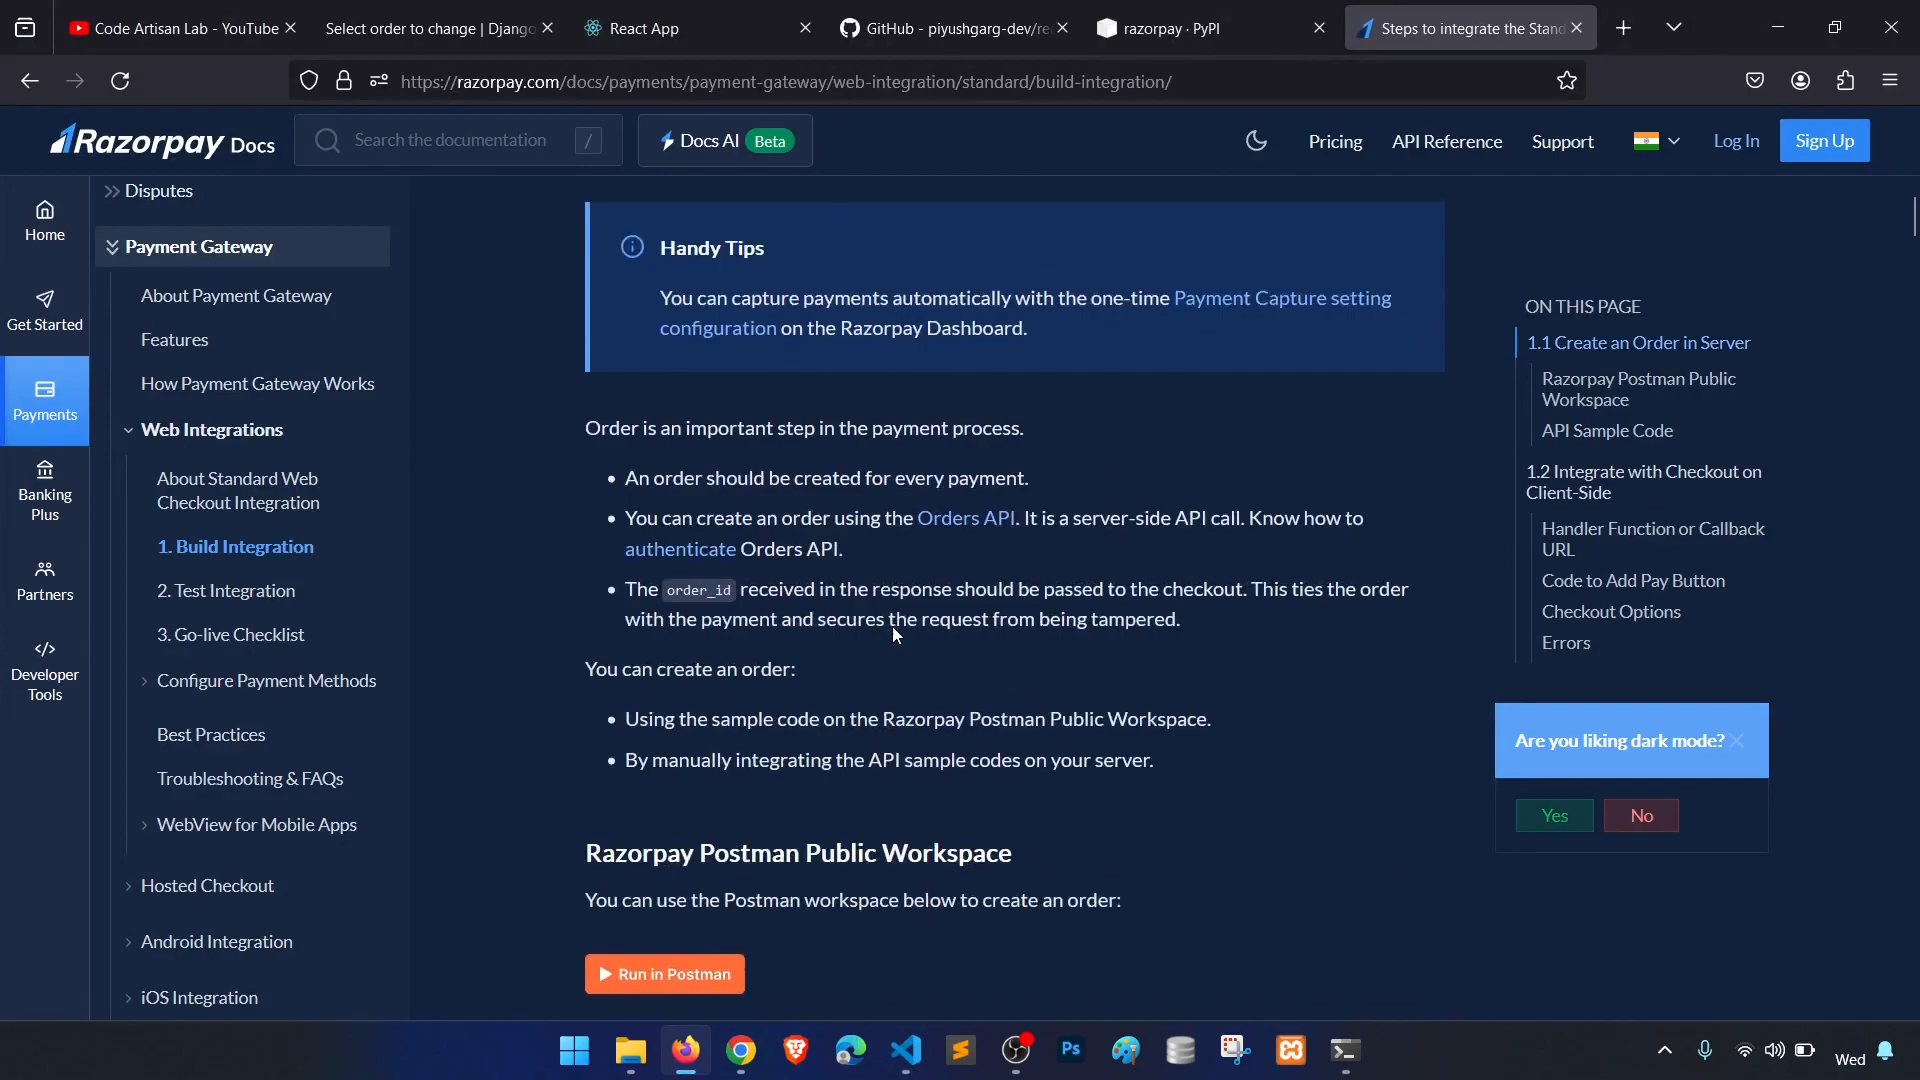 Code Artisan Lab - YouTube
Select order to change | Djang
React App
GitHub - piyushgarg-dev/re
razorpay · PyPI
Steps to integrate the Stand
https://razorpay.com/docs/payments/payment-gateway/web-integration/standard/build-integration/
Razorpay Docs
Search the documentation
/
Docs AI
Beta
Pricing
API Reference
Support
Log In
Sign Up
Home
Get Started
Payments
Banking
Plus
Partners
Developer
Tools
Disputes
Payment Gateway
About Payment Gateway
Features
How Payment Gateway Works
Web Integrations
About Standard Web
Checkout Integration
1. Build Integration
2. Test Integration
3. Go-live Checklist
Configure Payment Methods
Best Practices
Troubleshooting & FAQs
WebView for Mobile Apps
Hosted Checkout
Android Integration
iOS Integration
Handy Tips
You can capture payments automatically with the one-time Payment Capture setting
configuration on the Razorpay Dashboard.
Order is an important step in the payment process.
• An order should be created for every payment.
• You can create an order using the Orders API. It is a server-side API call. Know how to
authenticate Orders API.
• The order_id received in the response should be passed to the checkout. This ties the order
with the payment and secures the request from being tampered.
You can create an order:
• Using the sample code on the Razorpay Postman Public Workspace.
• By manually integrating the API sample codes on your server.
Razorpay Postman Public Workspace
You can use the Postman workspace below to create an order:
Run in Postman
ON THIS PAGE
1.1 Create an Order in Server
Razorpay Postman Public
Workspace
API Sample Code
1.2 Integrate with Checkout on
Client-Side
Handler Function or Callback
URL
Code to Add Pay Button
Checkout Options
Errors
Are you liking dark mode?
Yes
No
Ps
Wed